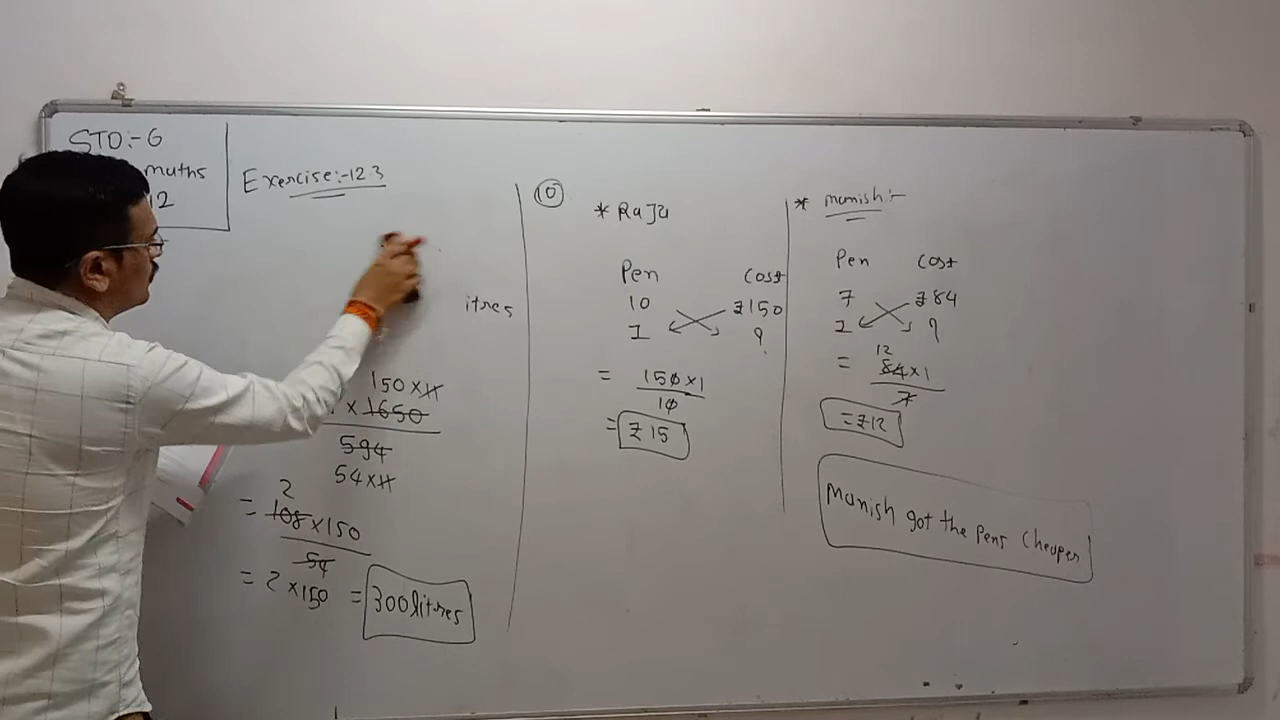 STD:- 6
maths
12
Exercise:-12.3
itres
150 x 11
x 1650
594
54 x 11
2
= 108 x 150
54
= 2 x 150 = 300 litres
10
* Raju
Pen Cost
10 ₹150
1 ?
= 150 x 1
10
= ₹ 15
* manish:-
Pen Cost
7 ₹84
1 ?
12
= 84 x 1
7
= ₹12
Manish got the pens cheaper